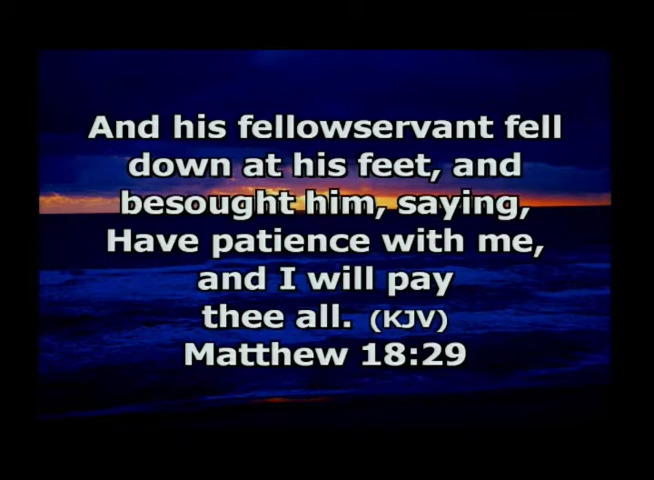 And his fellowservant fell
down at his feet, and
besought him, saying,
Have patience with me,
and I will pay
thee all. (KJV)
Matthew 18:29